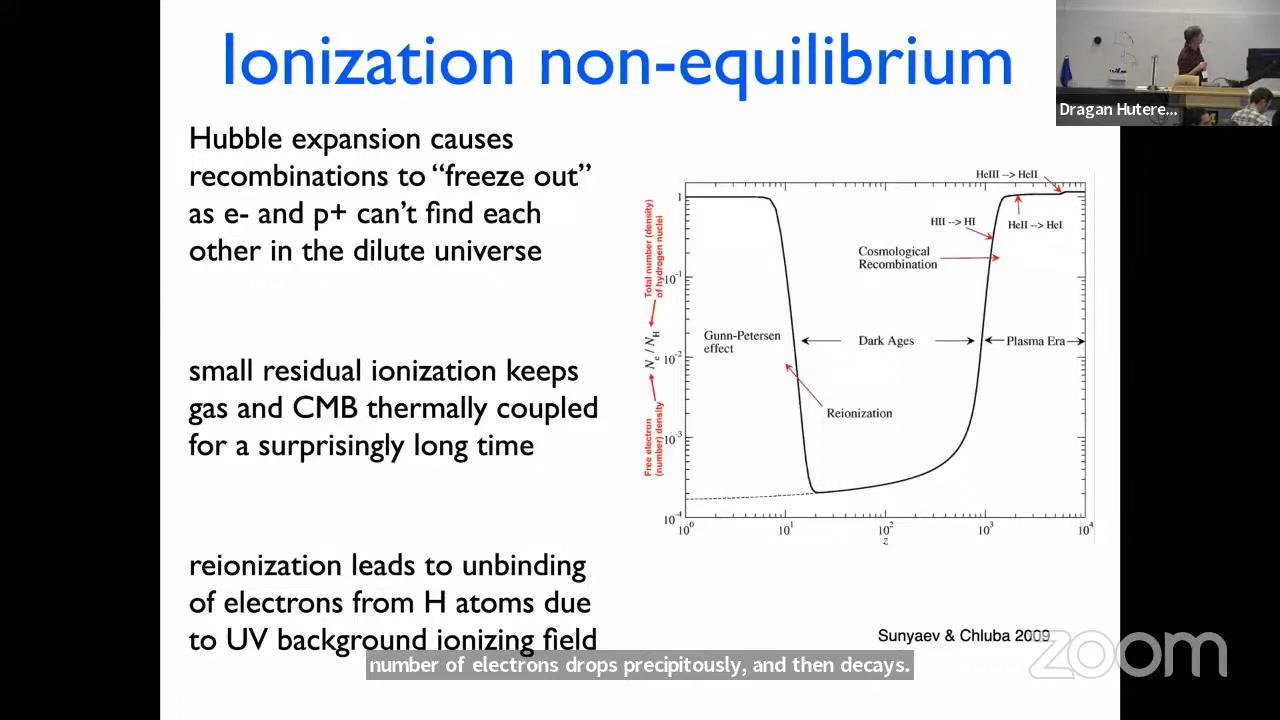 Ionization non-equilibrium
Dragan Hutere...
Hubble expansion causes
recombinations to “freeze out”
as e- and p+ can’t find each
other in the dilute universe
small residual ionization keeps
gas and CMB thermally coupled
for a surprisingly long time
reionization leads to unbinding
of electrons from H atoms due
to UV background ionizing field
HeIII --> HeII
HII --> HI
HeII --> HeI
Cosmological
Recombination
Gunn-Petersen
effect
Dark Ages
Plasma Era
Reionization
Total number (density)
of hydrogen nuclei
N_e / N_H
Free electron
(number) density
1
10^-1
10^-2
10^-3
10^-4
10^0
10^1
10^2
10^3
10^4
z
Sunyaev & Chluba 2009
zoom
number of electrons drops precipitously, and then decays.